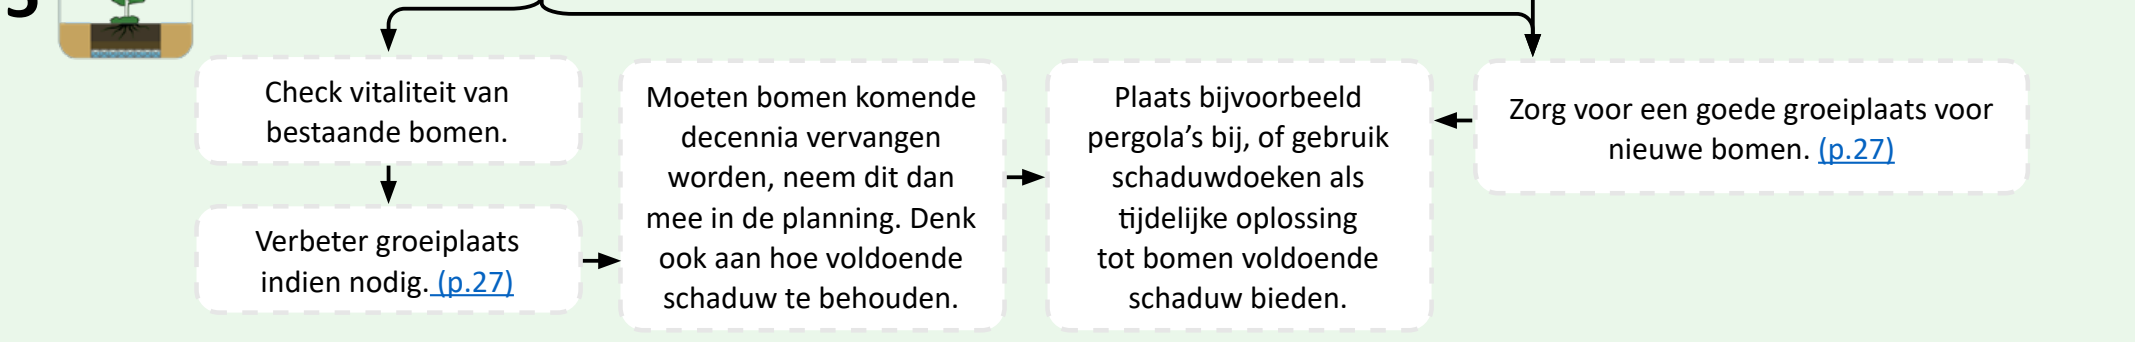 Check vitaliteit van
bestaande bomen.
Verbeter groeiplaats
indien nodig. (p.27)
Moeten bomen komende
decennia vervangen
worden, neem dit dan
mee in de planning. Denk
ook aan hoe voldoende
schaduw te behouden.
Plaats bijvoorbeeld
pergola’s bij, of gebruik
schaduwdoeken als
tijdelijke oplossing
tot bomen voldoende
schaduw bieden.
Zorg voor een goede groeiplaats voor
nieuwe bomen. (p.27)